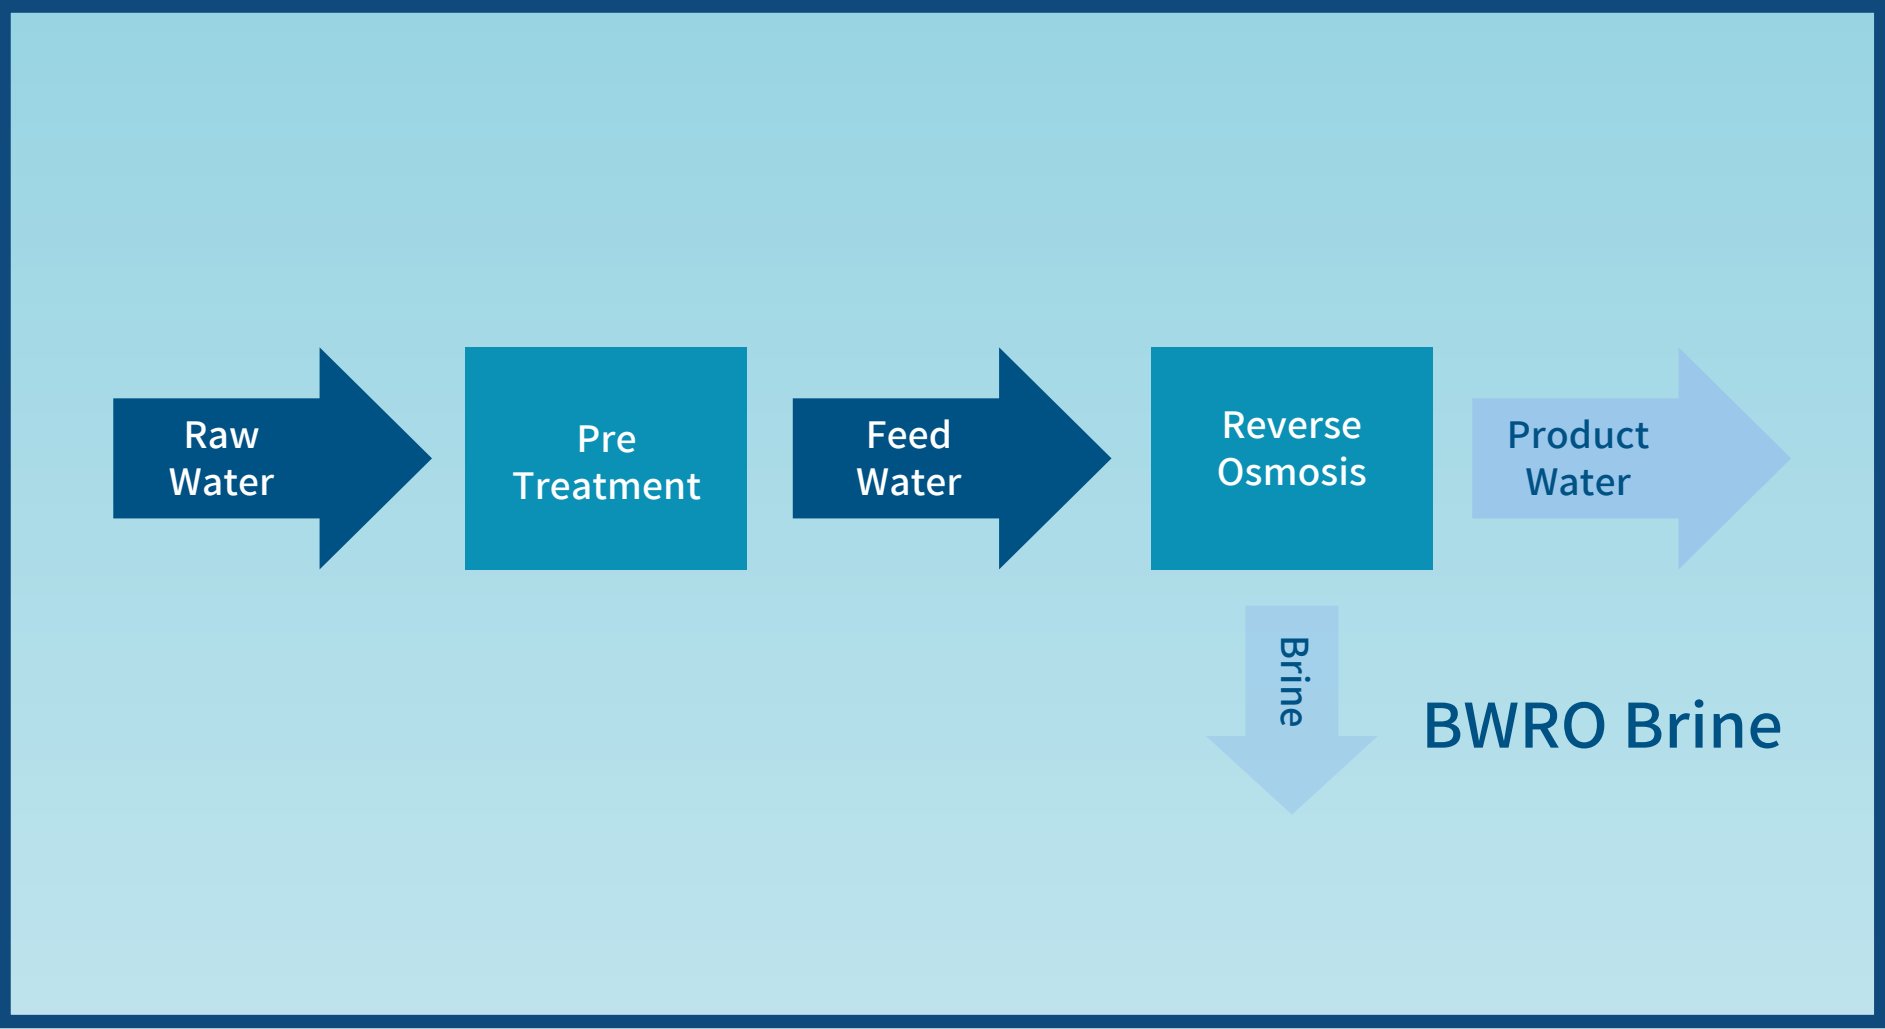 Raw
Water
Pre
Treatment
Feed
Water
Reverse
Osmosis
Product
Water
Brine
BWRO Brine